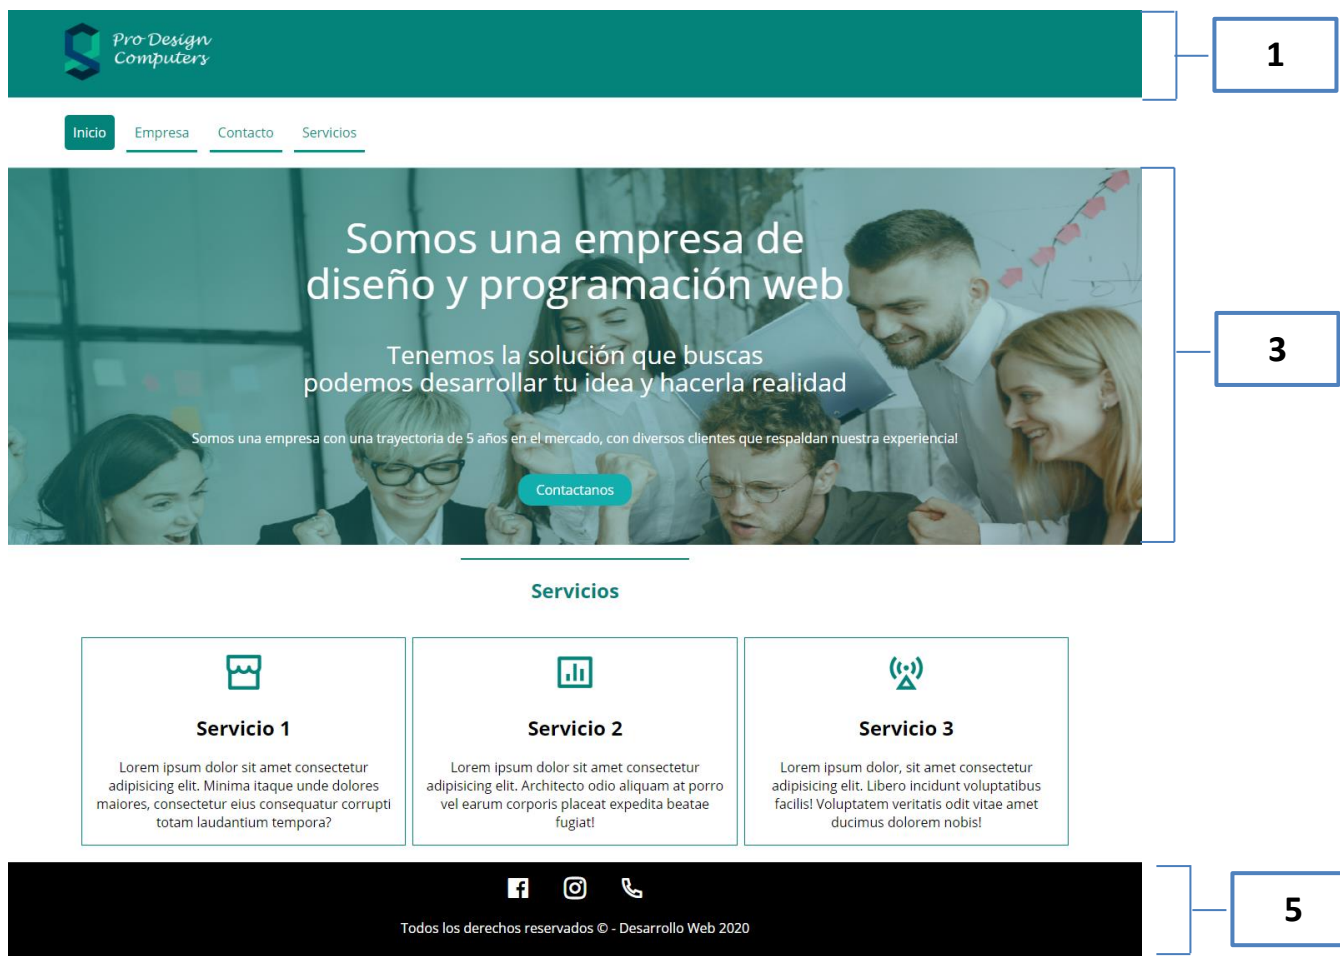 Pro Design
Computers
1
Inicio Empresa Contacto Servicios
Somos una empresa de
diseño y programación web
3
Tenemos la solución que buscas
podemos desarrollar tu idea y hacerla realidad
Somos una empresa con una trayectoria de 5 años en el mercado, con diversos clientes que respaldan nuestra experiencia!
Contactanos
Servicios
Servicio 1
Lorem ipsum dolor sit amet consectetur
adipisicing elit. Minima itaque unde dolores
maiores, consectetur eius consequatur corrupti
totam laudantium tempora?
Servicio 2
Lorem ipsum dolor sit amet consectetur
adipisicing elit. Architecto odio aliquam at porro
vel earum corporis placeat expedita beatae
fugiat!
Servicio 3
Lorem ipsum dolor, sit amet consectetur
adipisicing elit. Libero incidunt voluptatibus
facilis! Voluptatem veritatis odit vitae amet
ducimus dolorem nobis!
5
Todos los derechos reservados © - Desarrollo Web 2020